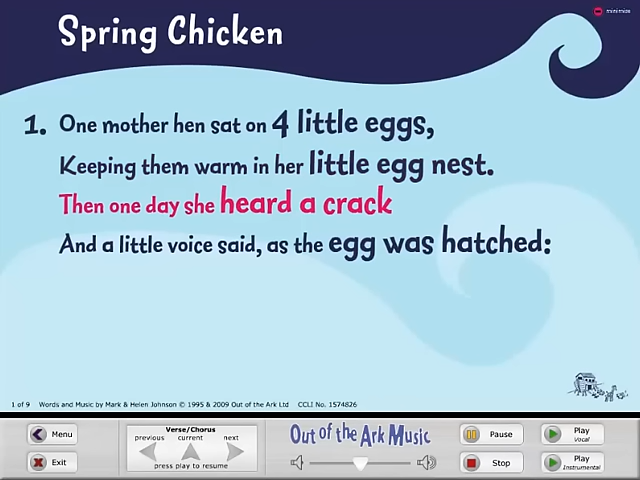 Spring Chicken
minimize
1. One mother hen sat on 4 little eggs,
Keeping them warm in her little egg nest.
Then one day she heard a crack
And a little voice said, as the egg was hatched:
1 of 9 Words and Music by Mark & Helen Johnson © 1995 & 2009 Out of the Ark Ltd CCLI No. 1574826
Menu
Exit
Verse/Chorus
previous current next
press play to resume
Out of the Ark Music
Pause
Stop
Play
Vocal
Play
Instrumental